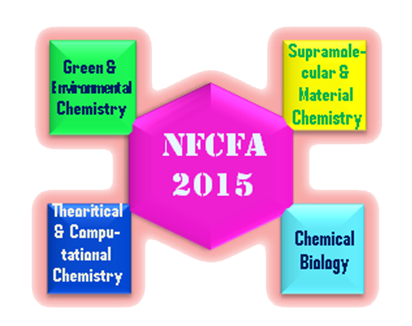 Green &
Environmental
Chemistry
Supramole-
cular &
Material
Chemistry
NFCFA
2015
Theoritical
& Compu-
tational
Chemistry
Chemical
Biology